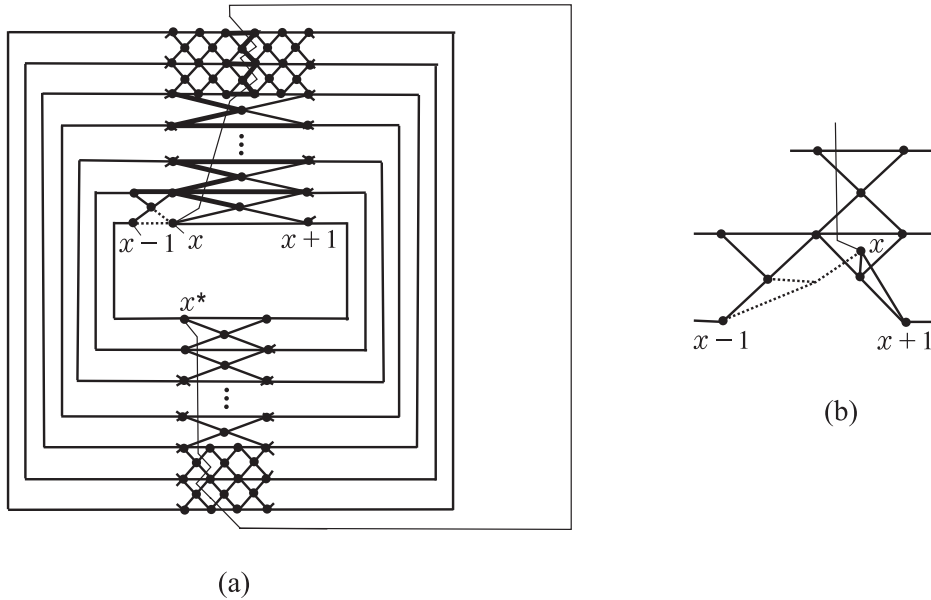 x − 1 x x + 1
x*
(a)
x
x − 1 x + 1
(b)